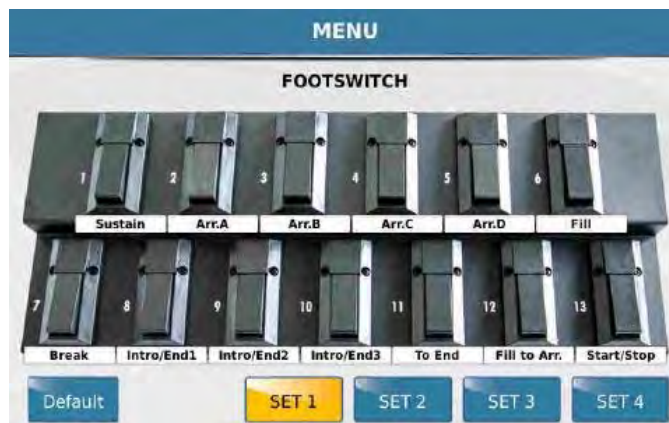 MENU
FOOTSWITCH
1 2 3 4 5 6
Sustain Arr.A Arr.B Arr.C Arr.D Fill
7 8 9 10 11 12 13
Break Intro/End1 Intro/End2 Intro/End3 To End Fill to Arr. Start/Stop
Default SET 1 SET 2 SET 3 SET 4